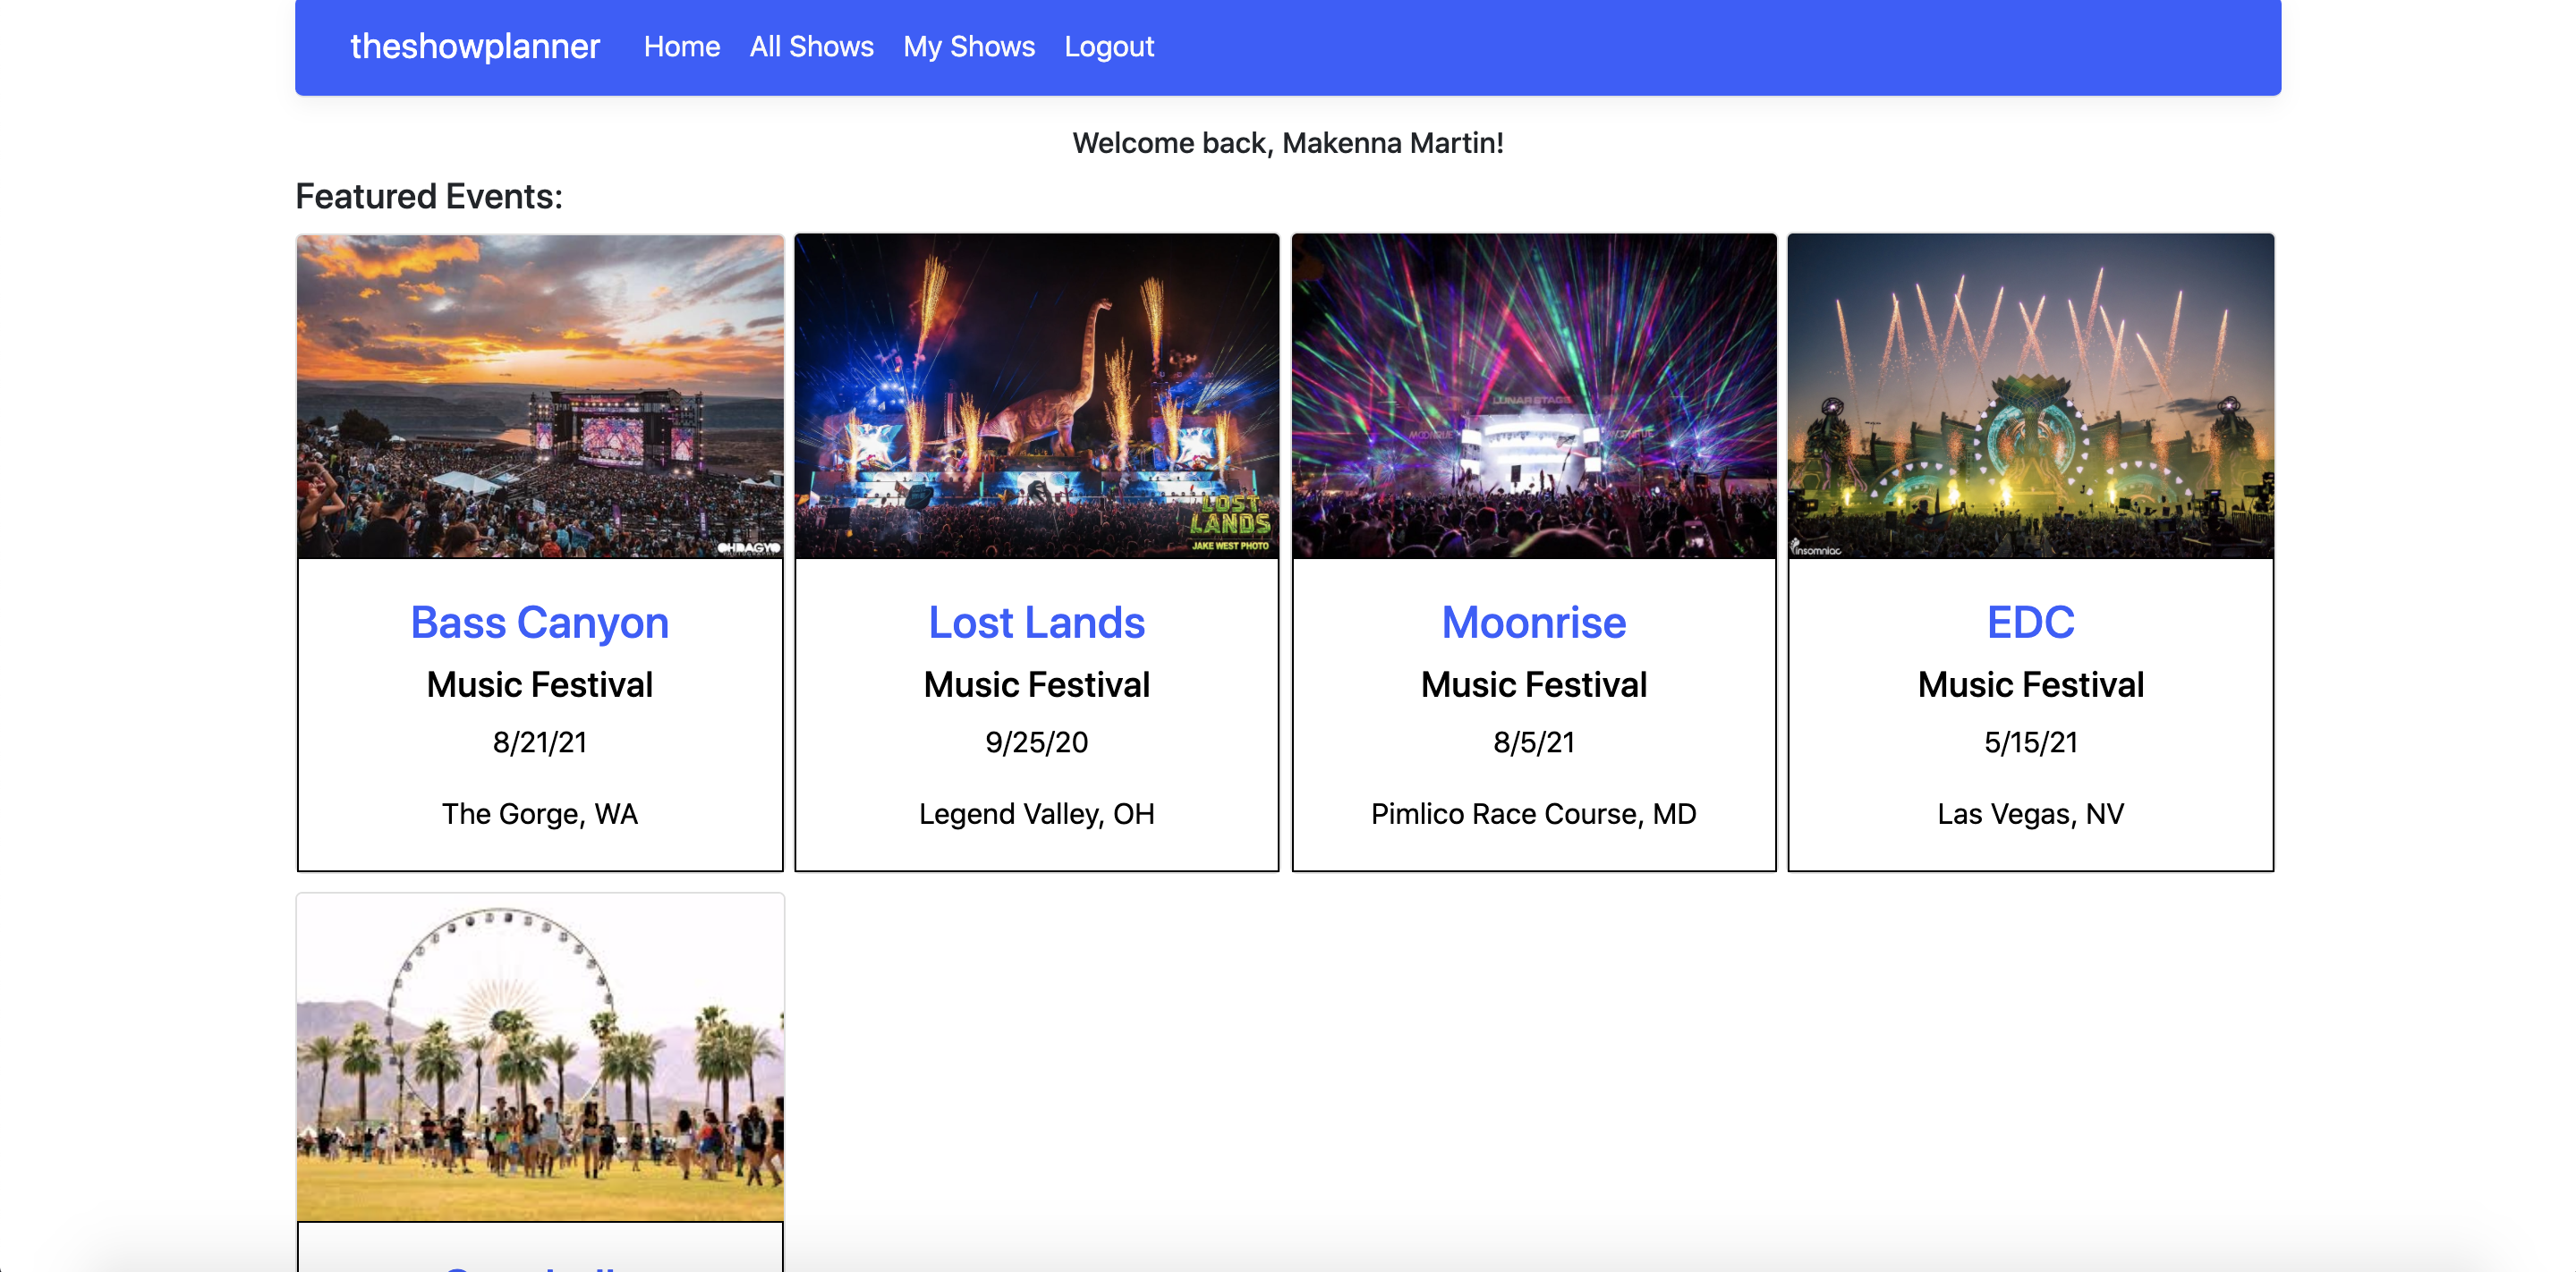 theshowplanner Home All Shows My Shows Logout
Welcome back, Makenna Martin!
Featured Events:
OHDAGYO
LOST
LANDS
JAKE WEST PHOTO
LUNAR STAGE
MOONRISE
insomniac
Bass Canyon
Music Festival
8/21/21
The Gorge, WA
Lost Lands
Music Festival
9/25/20
Legend Valley, OH
Moonrise
Music Festival
8/5/21
Pimlico Race Course, MD
EDC
Music Festival
5/15/21
Las Vegas, NV